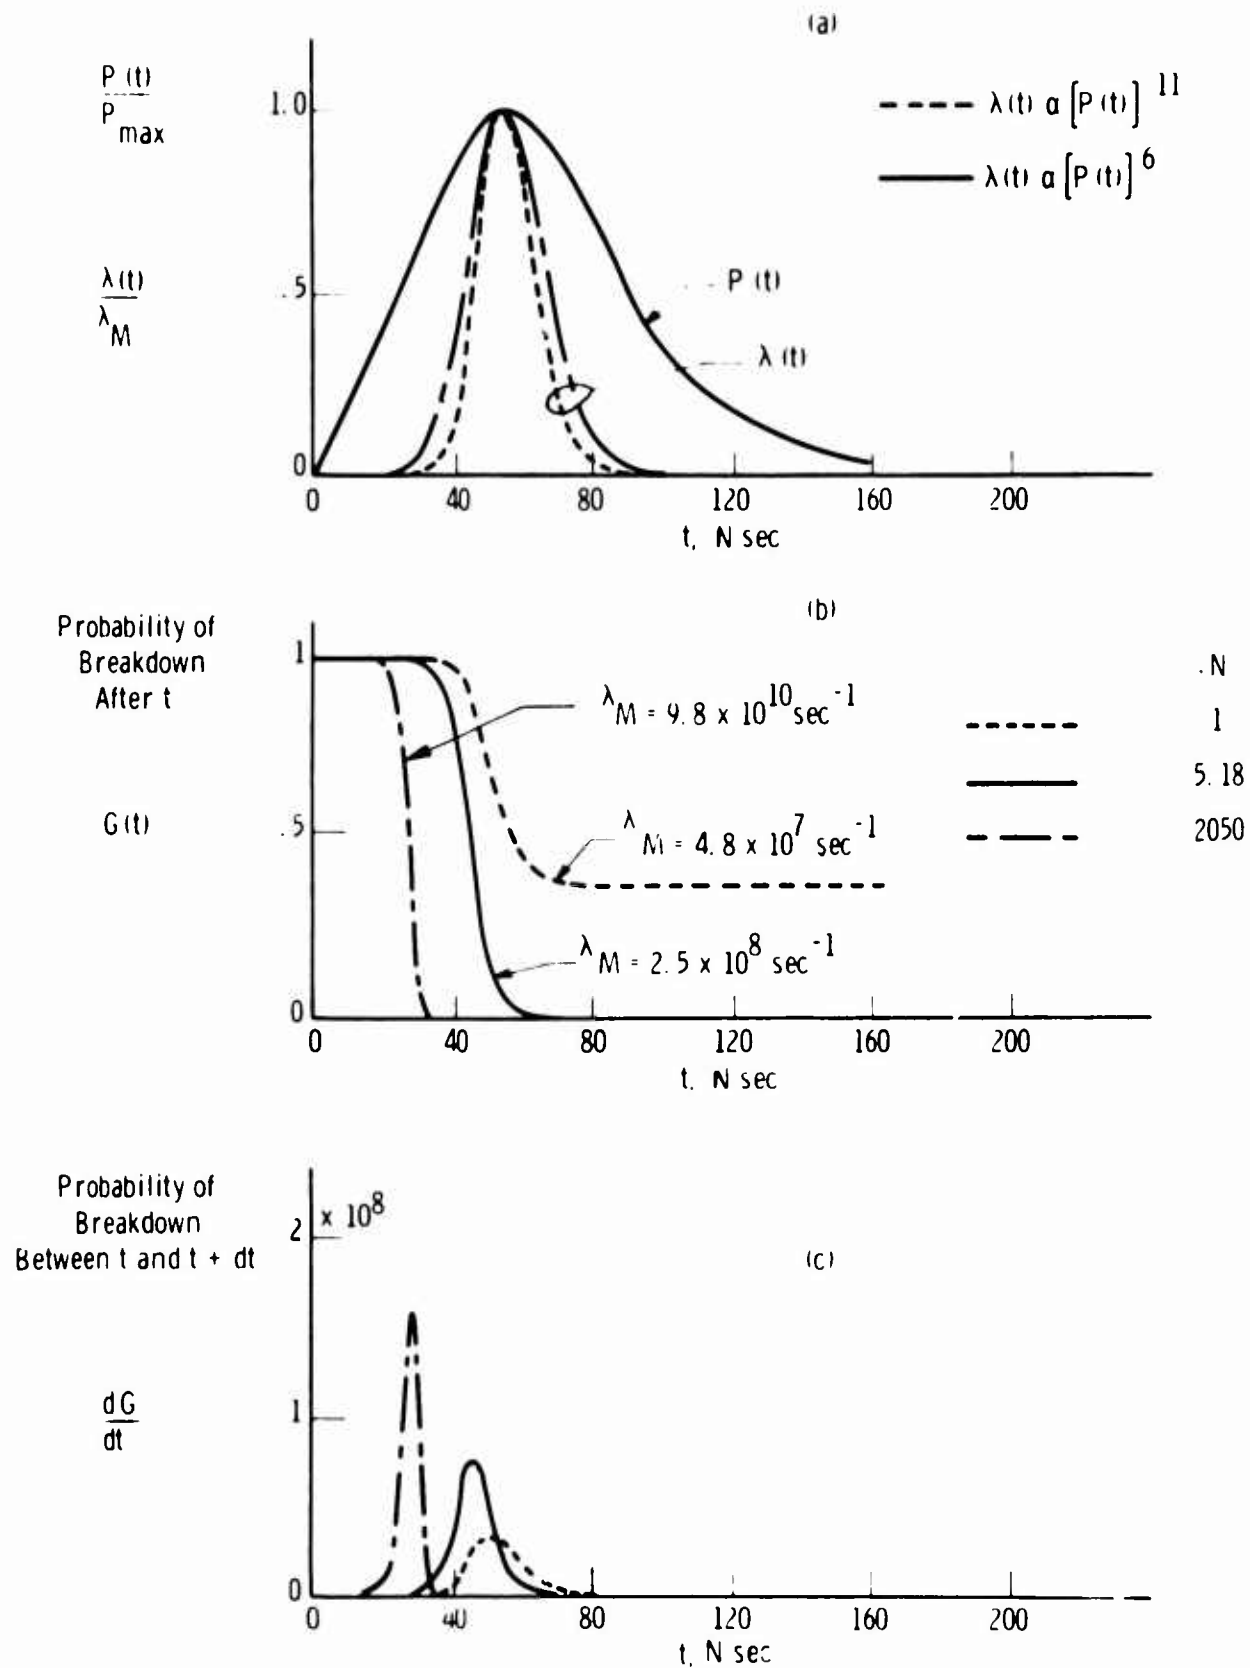 (a)
P (t)
P max
1.0
- - - - λ(t) α [P (t)] 11
λ(t) α [P (t)] 6
λ(t)
λ M
.5
P (t)
λ (t)
0
0 40 80 120 160 200
t, N sec
(b)
Probability of
Breakdown
After t
1
λ M = 9.8 x 10 10 sec -1
.N
1
5.18
2050
G(t)
.5
λ M = 4.8 x 10 7 sec -1
λ M = 2.5 x 10 8 sec -1
0
0 40 80 120 160 200
t, N sec
Probability of
Breakdown
Between t and t + dt
2 x 10 8
(c)
dG
dt
1
0
0 40 80 120 160 200
t, N sec